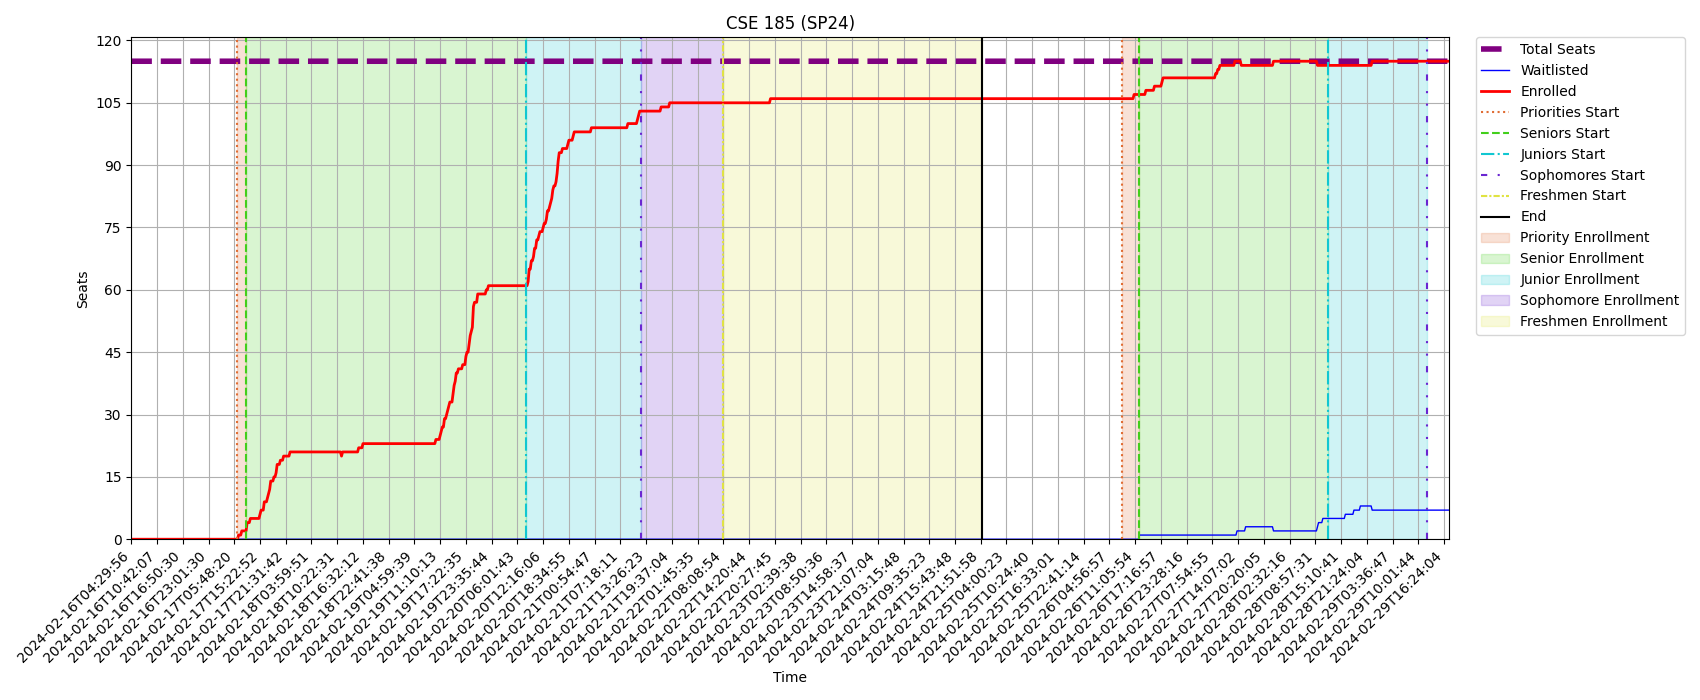 CSE 185 (SP24)
Total Seats
Waitlisted
Enrolled
Priorities Start
Seniors Start
Juniors Start
Sophomores Start
Freshmen Start
End
Priority Enrollment
Senior Enrollment
Junior Enrollment
Sophomore Enrollment
Freshmen Enrollment
Seats
120
105
90
75
60
45
30
15
0
2024-02-16T04:29:56
2024-02-16T10:42:07
2024-02-16T16:50:30
2024-02-16T23:01:30
2024-02-17T05:48:20
2024-02-17T15:22:52
2024-02-17T21:31:42
2024-02-18T03:59:51
2024-02-18T10:22:31
2024-02-18T16:32:12
2024-02-18T22:41:38
2024-02-19T04:59:39
2024-02-19T11:10:13
2024-02-19T17:22:35
2024-02-19T23:35:44
2024-02-20T06:01:43
2024-02-20T12:16:06
2024-02-20T18:34:55
2024-02-21T00:54:47
2024-02-21T07:18:11
2024-02-21T13:26:23
2024-02-21T19:37:04
2024-02-22T01:45:35
2024-02-22T08:08:54
2024-02-22T14:20:44
2024-02-22T20:27:45
2024-02-23T02:39:38
2024-02-23T08:50:36
2024-02-23T14:58:37
2024-02-23T21:07:04
2024-02-24T03:15:48
2024-02-24T09:35:23
2024-02-24T15:43:48
2024-02-24T21:51:58
2024-02-25T04:00:23
2024-02-25T10:24:40
2024-02-25T16:33:01
2024-02-25T22:41:14
2024-02-26T04:56:57
2024-02-26T11:05:54
2024-02-26T17:16:57
2024-02-26T23:28:16
2024-02-27T07:54:55
2024-02-27T14:07:02
2024-02-27T20:20:05
2024-02-28T02:32:16
2024-02-28T08:57:31
2024-02-28T15:10:41
2024-02-28T21:24:04
2024-02-29T03:36:47
2024-02-29T10:01:44
2024-02-29T16:24:04
Time